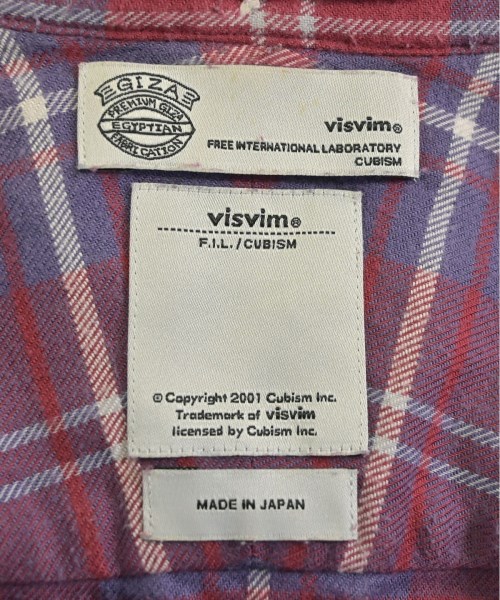 GIZA
PREMIUM GIZA
EGYPTIAN
FABRICATION
visvim®
FREE INTERNATIONAL LABORATORY
CUBISM
visvim®
F.I.L./CUBISM
© Copyright 2001 Cubism Inc.
Trademark of visvim
licensed by Cubism Inc.
MADE IN JAPAN